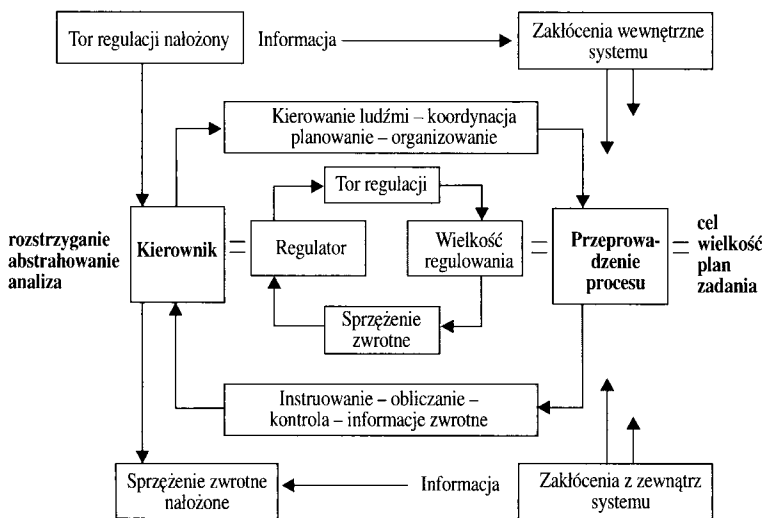 Tor regulacji nałożony
Informacja
Zakłócenia wewnętrzne
systemu
Kierowanie ludźmi – koordynacja
planowanie – organizowanie
Tor regulacji
rozstrzyganie
abstrahowanie
analiza
Kierownik
=
Regulator
Wielkość
regulowania
=
Przeprowa-
dzenie
procesu
=
cel
wielkość
plan
zadania
Sprzężenie
zwrotne
Instruowanie – obliczanie –
kontrola – informacje zwrotne
Sprzężenie zwrotne
nałożone
Informacja
Zakłócenia z zewnątrz
systemu